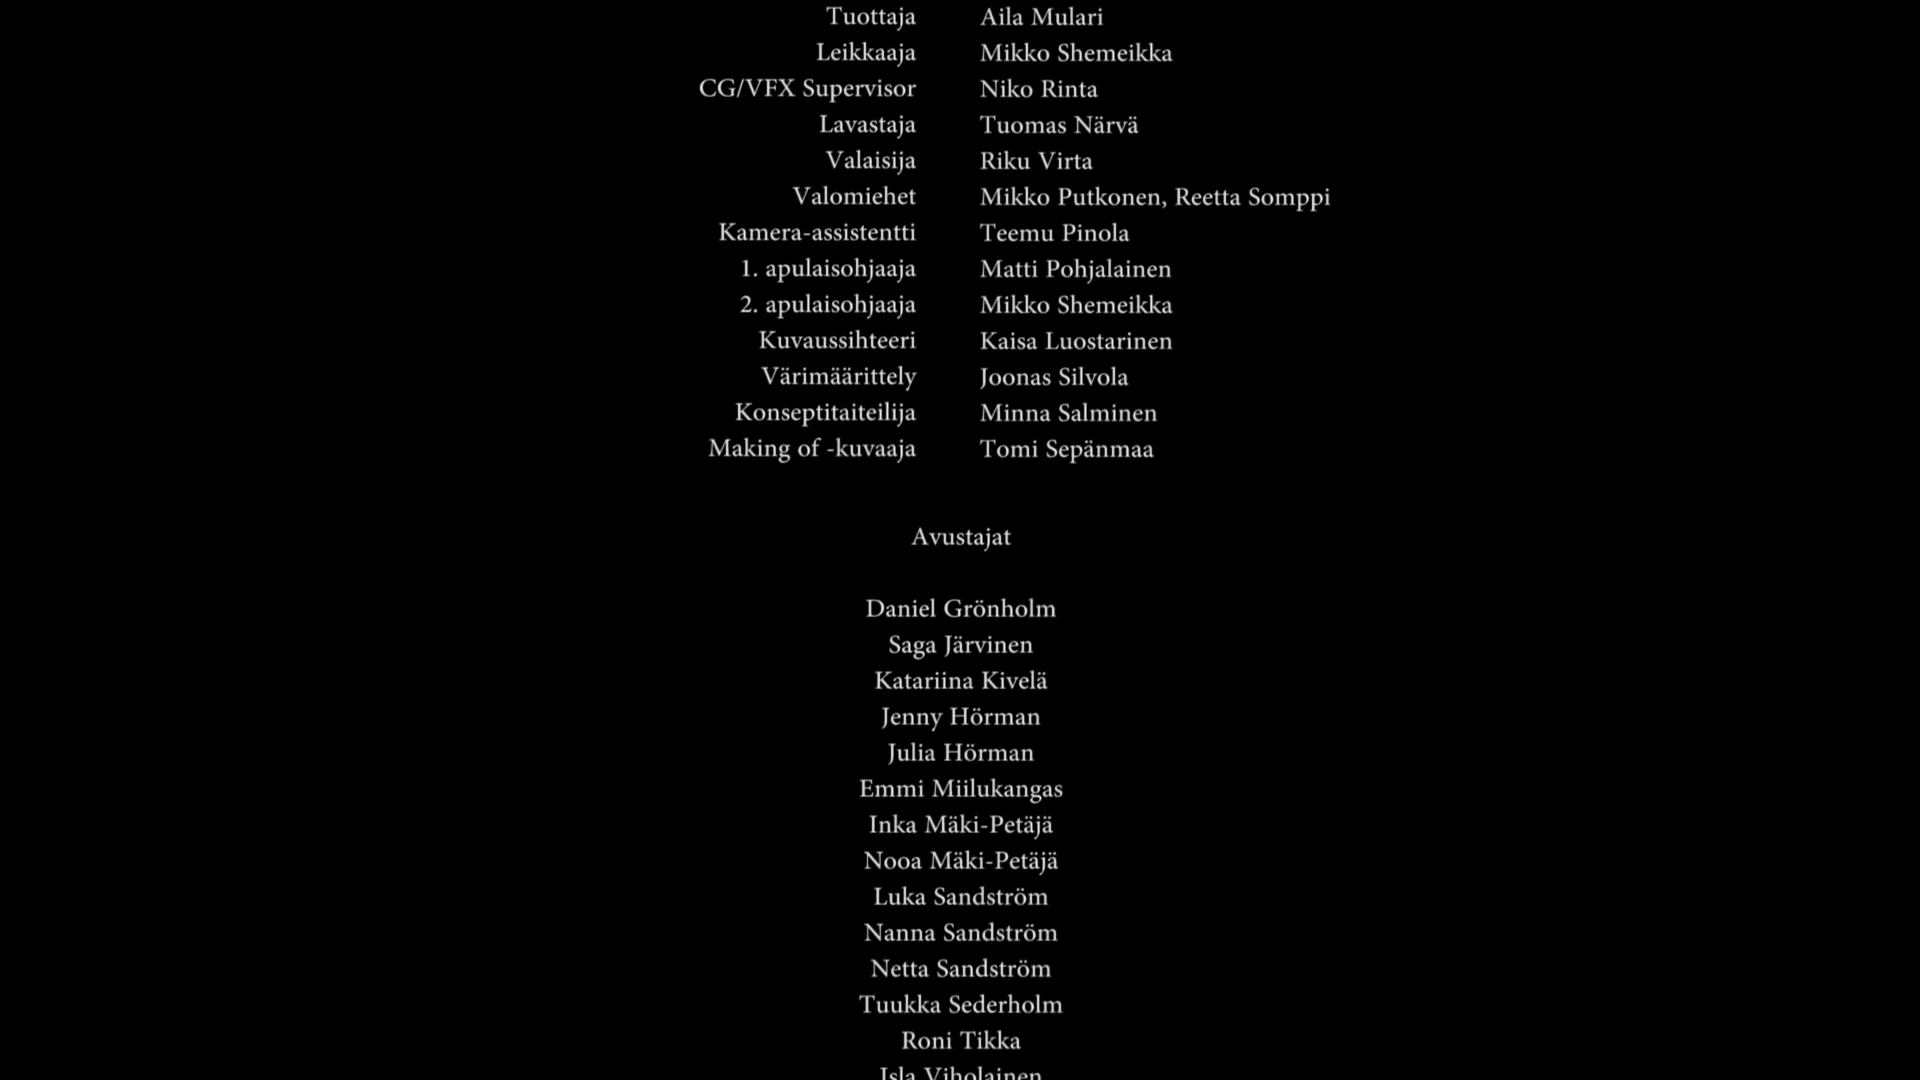 Tuottaja Aila Mulari
Leikkaaja Mikko Shemeikka
CG/VFX Supervisor Niko Rinta
Lavastaja Tuomas Närvä
Valaisija Riku Virta
Valomiehet Mikko Putkonen, Reetta Somppi
Kamera-assistentti Teemu Pinola
1. apulaisohjaaja Matti Pohjalainen
2. apulaisohjaaja Mikko Shemeikka
Kuvaussihteeri Kaisa Luostarinen
Värimäärittely Joonas Silvola
Konseptitaiteilija Minna Salminen
Making of -kuvaaja Tomi Sepänmaa
Avustajat
Daniel Grönholm
Saga Järvinen
Katariina Kivelä
Jenny Hörman
Julia Hörman
Emmi Miilukangas
Inka Mäki-Petäjä
Nooa Mäki-Petäjä
Luka Sandström
Nanna Sandström
Netta Sandström
Tuukka Sederholm
Roni Tikka
Isla Viholainen